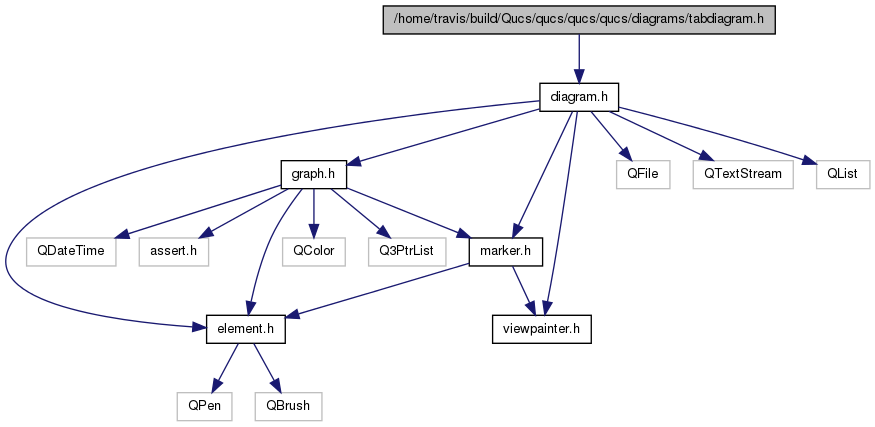 /home/travis/build/Qucs/qucs/qucs/qucs/diagrams/tabdiagram.h
diagram.h
graph.h
QFile
QTextStream
QList
QDateTime
assert.h
QColor
Q3PtrList
marker.h
element.h
viewpainter.h
QPen
QBrush